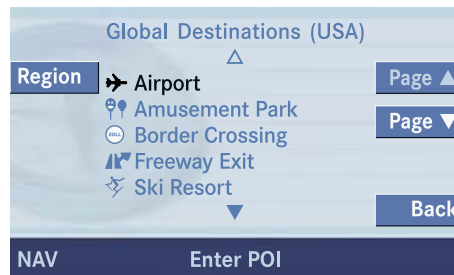 Global Destinations (USA)
Region
Airport
Page
Amusement Park
Page
ZOLL
Border Crossing
Freeway Exit
Ski Resort
Back
NAV
Enter POI